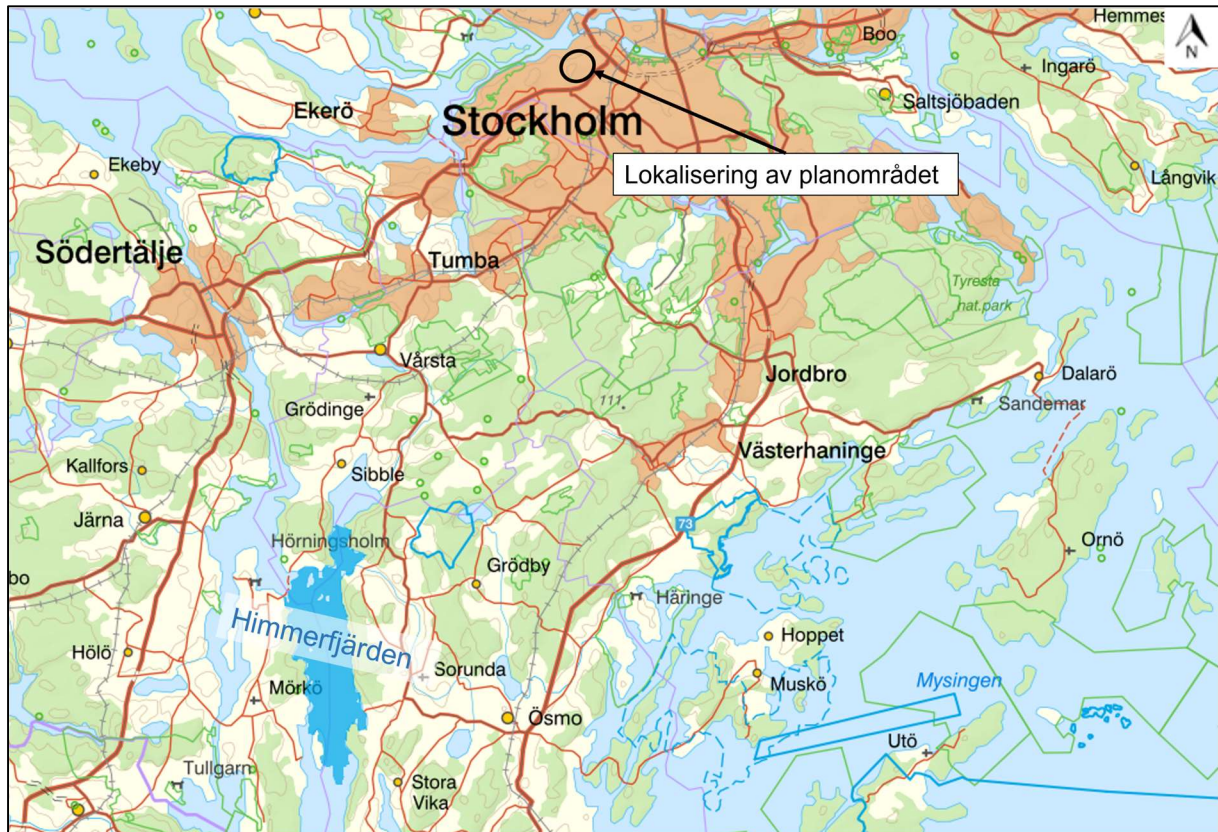 Hemmes
Boo
N
Ingarö
Saltsjöbaden
Ekerö
Stockholm
Lokalisering av planområdet
Ekeby
Långvik
Södertälje
Tumba
Tyresta
nat.park
Vårsta
Jordbro
Dalarö
Grödinge
111
Sandemar
Västerhaninge
Kallfors
Sibble
Järna
73
Hörningsholm
Ornö
bo
Grödby
Häringe
Himmerfjärden
Hoppet
Hölö
Sorunda
Muskö
Mysingen
Mörkö
Ösmo
Utö
Tullgarn
Stora
Vika